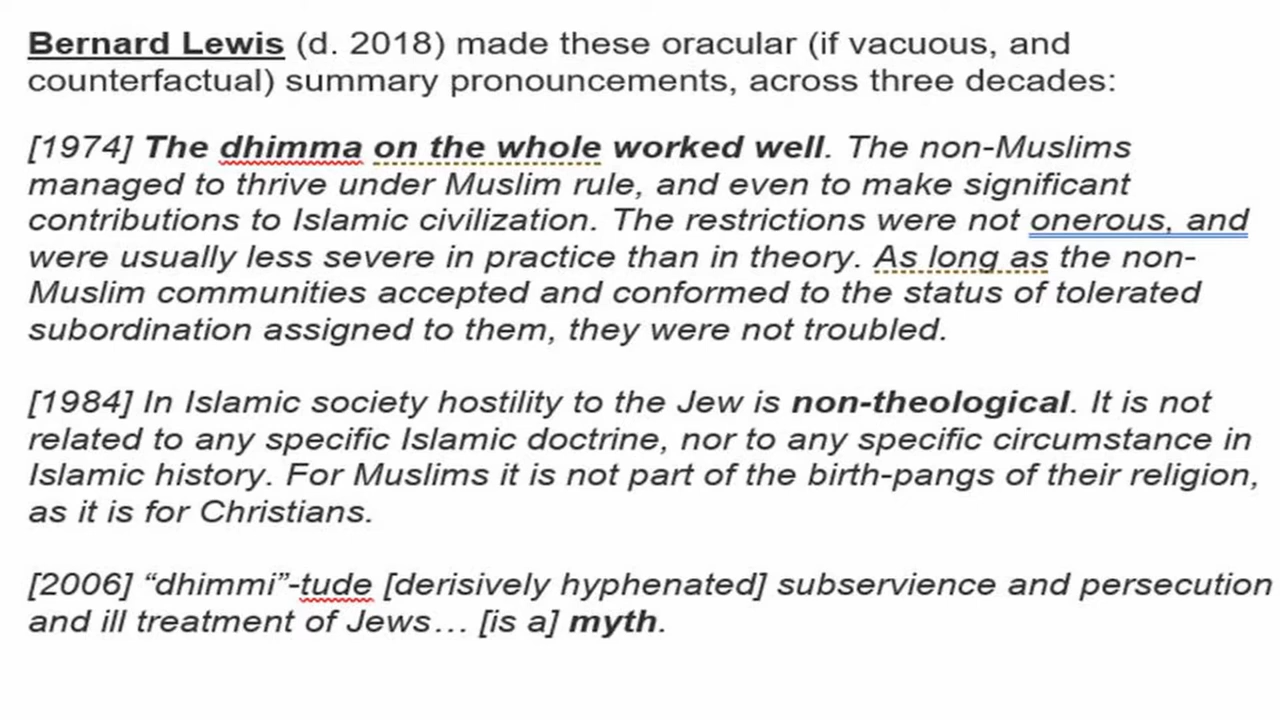 Bernard Lewis (d. 2018) made these oracular (if vacuous, and
counterfactual) summary pronouncements, across three decades:
[1974] The dhimma on the whole worked well. The non-Muslims
managed to thrive under Muslim rule, and even to make significant
contributions to Islamic civilization. The restrictions were not onerous, and
were usually less severe in practice than in theory. As long as the non-
Muslim communities accepted and conformed to the status of tolerated
subordination assigned to them, they were not troubled.
[1984] In Islamic society hostility to the Jew is non-theological. It is not
related to any specific Islamic doctrine, nor to any specific circumstance in
Islamic history. For Muslims it is not part of the birth-pangs of their religion,
as it is for Christians.
[2006] “dhimmi”-tude [derisively hyphenated] subservience and persecution
and ill treatment of Jews… [is a] myth.